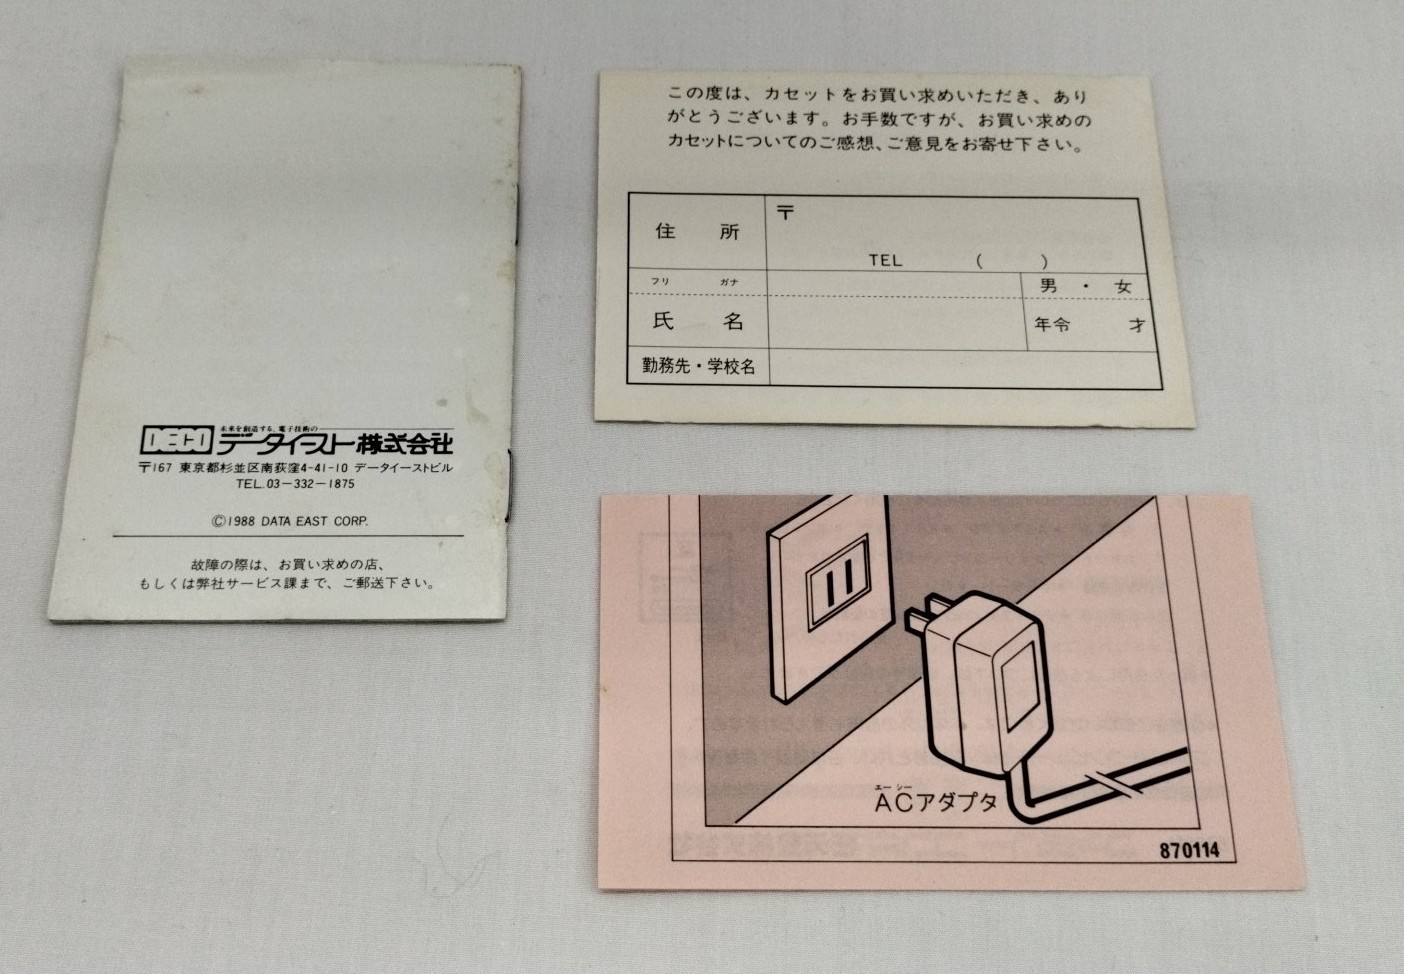 DECO
未来を創造する、電子技術の
データイースト株式会社
〒167 東京都杉並区南荻窪4-41-10 データイーストビル
TEL.03-332-1875
©1988 DATA EAST CORP.
故障の際は、お買い求めの店、
もしくは弊社サービス課まで、ご郵送下さい。
この度は、カセットをお買い求めいただき、あり
がとうございます。お手数ですが、お買い求めの
カセットについてのご感想、ご意見をお寄せ下さい。
住 所
〒
TEL ( )
フリ ガナ
男 ・ 女
氏 名
年令 才
勤務先・学校名
エー シー
ACアダプタ
870114